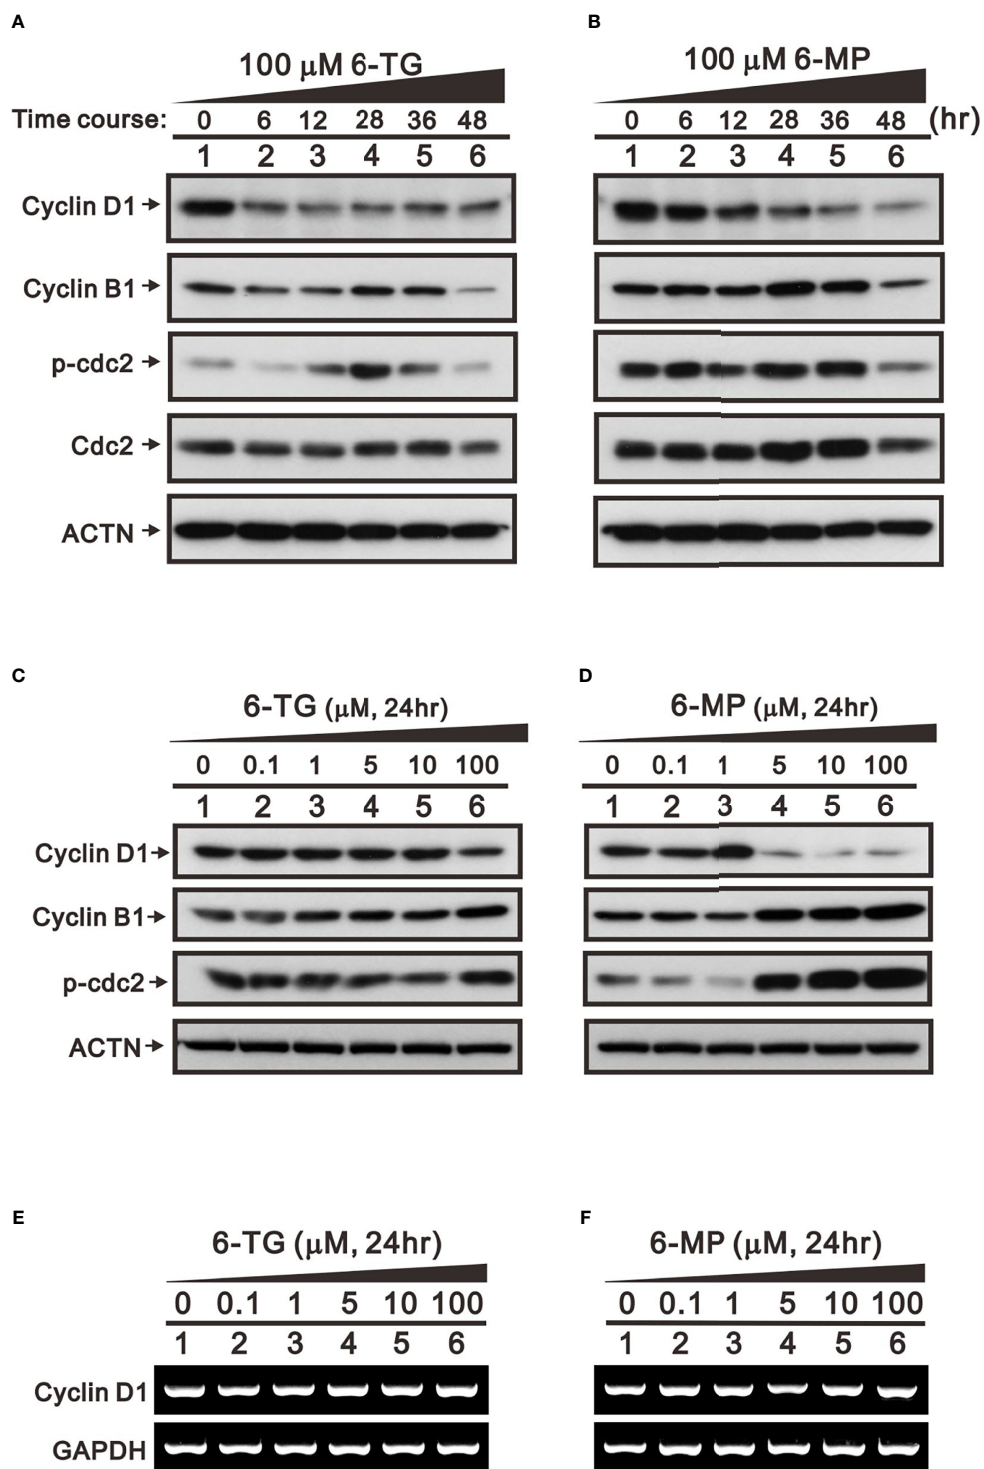 A
100 μM 6-TG
Time course: 0 6 12 28 36 48
1 2 3 4 5 6
Cyclin D1
Cyclin B1
p-cdc2
Cdc2
ACTN
B
100 μM 6-MP
0 6 12 28 36 48 (hr)
1 2 3 4 5 6
C
6-TG (μM, 24hr)
0 0.1 1 5 10 100
1 2 3 4 5 6
Cyclin D1
Cyclin B1
p-cdc2
ACTN
D
6-MP (μM, 24hr)
0 0.1 1 5 10 100
1 2 3 4 5 6
E
6-TG (μM, 24hr)
0 0.1 1 5 10 100
1 2 3 4 5 6
Cyclin D1
GAPDH
F
6-MP (μM, 24hr)
0 0.1 1 5 10 100
1 2 3 4 5 6